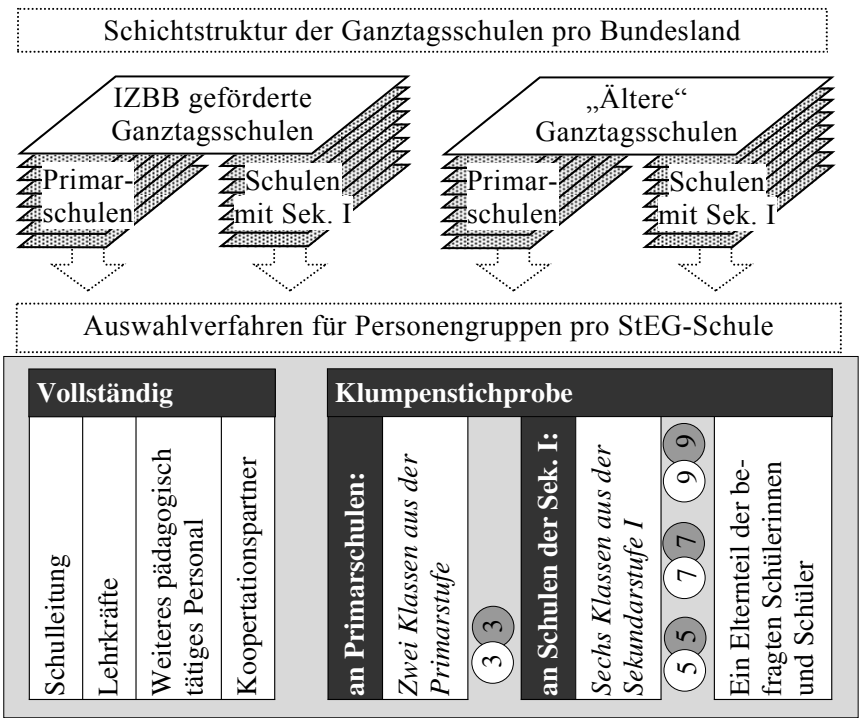 Schichtstruktur der Ganztagsschulen pro Bundesland
IZBB geförderte
Ganztagsschulen
„Ältere“
Ganztagsschulen
Primar-
schulen
Schulen
mit Sek. I
Primar-
schulen
Schulen
mit Sek. I
Auswahlverfahren für Personengruppen pro StEG-Schule
Vollständig
Schulleitung
Lehrkräfte
Weiteres pädagogisch
tätiges Personal
Koopertationspartner
Klumpenstichprobe
an Primarschulen:
Zwei Klassen aus der
Primarstufe
3 3
an Schulen der Sek. I:
Sechs Klassen aus der
Sekundarstufe I
5 5 7 7 9 9
Ein Elternteil der be-
fragten Schülerinnen
und Schüler